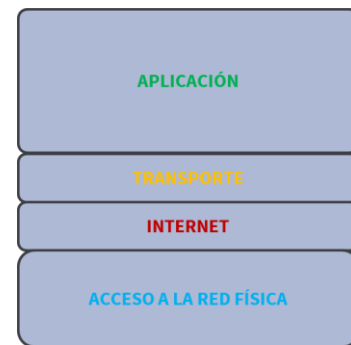 APLICACIÓN
TRANSPORTE
INTERNET
ACCESO A LA RED FÍSICA